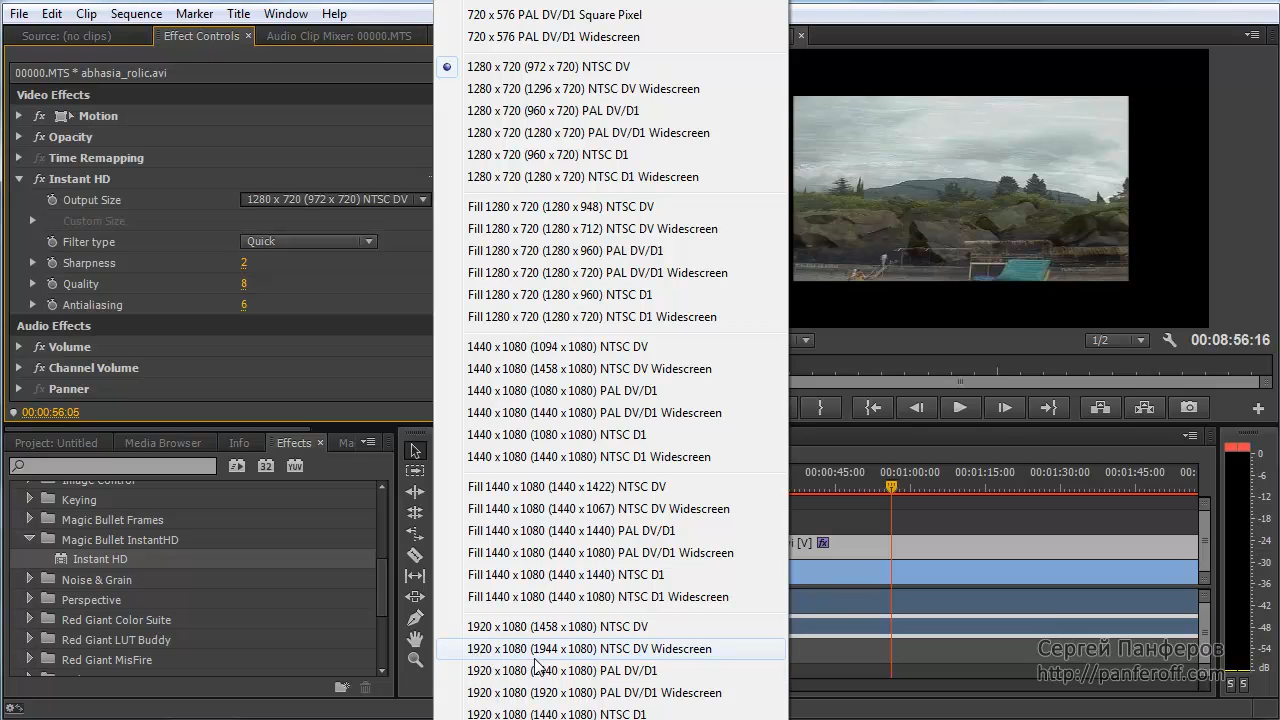 File Edit Clip Sequence Marker Title Window Help
Source: (no clips)
Effect Controls ×
Audio Clip Mixer: 00000.MTS
00000.MTS * abhasia_rolic.avi
Video Effects
fx Motion
fx Opacity
fx Time Remapping
fx Instant HD
Output Size 1280 x 720 (972 x 720) NTSC DV
Custom Size
Filter type Quick
Sharpness 2
Quality 8
Antialiasing 6
Audio Effects
fx Volume
fx Channel Volume
fx Panner
00:00:56:05
Project: Untitled
Media Browser
Info
Effects ×
Ma
32
YUV
Image Control
Keying
Magic Bullet Frames
Magic Bullet InstantHD
Instant HD
Noise & Grain
Perspective
Red Giant Color Suite
Red Giant LUT Buddy
Red Giant MisFire
720 x 576 PAL DV/D1 Square Pixel
720 x 576 PAL DV/D1 Widescreen
1280 x 720 (972 x 720) NTSC DV
1280 x 720 (1296 x 720) NTSC DV Widescreen
1280 x 720 (960 x 720) PAL DV/D1
1280 x 720 (1280 x 720) PAL DV/D1 Widescreen
1280 x 720 (960 x 720) NTSC D1
1280 x 720 (1280 x 720) NTSC D1 Widescreen
Fill 1280 x 720 (1280 x 948) NTSC DV
Fill 1280 x 720 (1280 x 712) NTSC DV Widescreen
Fill 1280 x 720 (1280 x 960) PAL DV/D1
Fill 1280 x 720 (1280 x 720) PAL DV/D1 Widescreen
Fill 1280 x 720 (1280 x 960) NTSC D1
Fill 1280 x 720 (1280 x 720) NTSC D1 Widescreen
1440 x 1080 (1094 x 1080) NTSC DV
1440 x 1080 (1458 x 1080) NTSC DV Widescreen
1440 x 1080 (1080 x 1080) PAL DV/D1
1440 x 1080 (1440 x 1080) PAL DV/D1 Widescreen
1440 x 1080 (1080 x 1080) NTSC D1
1440 x 1080 (1440 x 1080) NTSC D1 Widescreen
Fill 1440 x 1080 (1440 x 1422) NTSC DV
Fill 1440 x 1080 (1440 x 1067) NTSC DV Widescreen
Fill 1440 x 1080 (1440 x 1440) PAL DV/D1
Fill 1440 x 1080 (1440 x 1080) PAL DV/D1 Widescreen
Fill 1440 x 1080 (1440 x 1440) NTSC D1
Fill 1440 x 1080 (1440 x 1080) NTSC D1 Widescreen
1920 x 1080 (1458 x 1080) NTSC DV
1920 x 1080 (1944 x 1080) NTSC DV Widescreen
1920 x 1080 (1440 x 1080) PAL DV/D1
1920 x 1080 (1920 x 1080) PAL DV/D1 Widescreen
1920 x 1080 (1440 x 1080) NTSC D1
×
1/2
00:08:56:16
00:00:45:00 00:01:00:00 00:01:15:00 00:01:30:00 00:01:45:00 00:
vi [V] fx
0
-6
-12
-18
-24
-30
-36
-42
-48
-54
S S
Сергей Панферов
http://panferoff.com